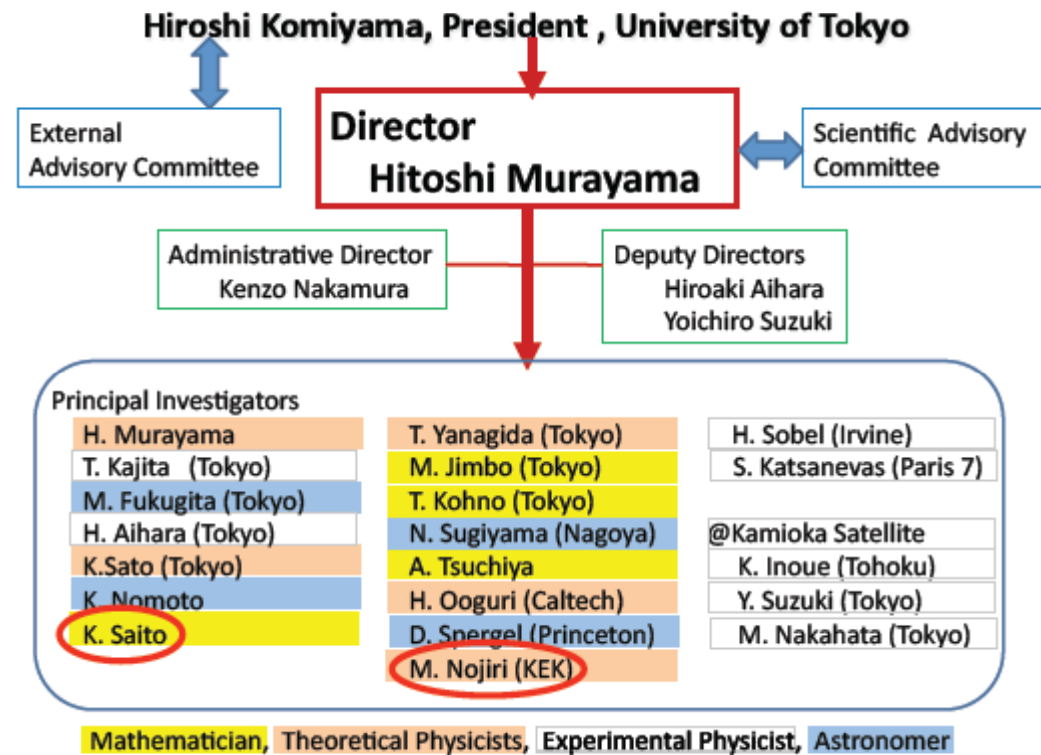 Hiroshi Komiyama, President , University of Tokyo
External
Advisory Committee
Director
Hitoshi Murayama
Scientific Advisory
Committee
Administrative Director
Kenzo Nakamura
Deputy Directors
Hiroaki Aihara
Yoichiro Suzuki
Principal Investigators
H. Murayama
T. Kajita (Tokyo)
M. Fukugita (Tokyo)
H. Aihara (Tokyo)
K.Sato (Tokyo)
K. Nomoto
K. Saito
T. Yanagida (Tokyo)
M. Jimbo (Tokyo)
T. Kohno (Tokyo)
N. Sugiyama (Nagoya)
A. Tsuchiya
H. Ooguri (Caltech)
D. Spergel (Princeton)
M. Nojiri (KEK)
H. Sobel (Irvine)
S. Katsanevas (Paris 7)
@Kamioka Satellite
K. Inoue (Tohoku)
Y. Suzuki (Tokyo)
M. Nakahata (Tokyo)
Mathematician, Theoretical Physicists, Experimental Physicist, Astronomer